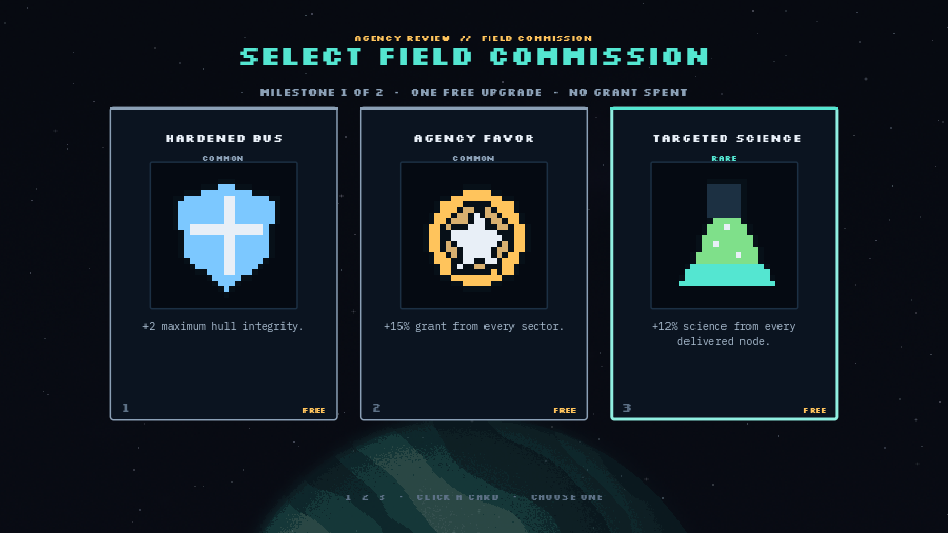 AGENCY REVIEW // FIELD COMMISSION
SELECT FIELD COMMISSION
MILESTONE 1 OF 2 - ONE FREE UPGRADE - NO GRANT SPENT
HARDENED BUS
COMMON
+2 maximum hull integrity.
1
FREE
AGENCY FAVOR
COMMON
+15% grant from every sector.
2
FREE
TARGETED SCIENCE
RARE
+12% science from every
delivered node.
3
FREE
1 2 3 - CLICK A CARD - CHOOSE ONE